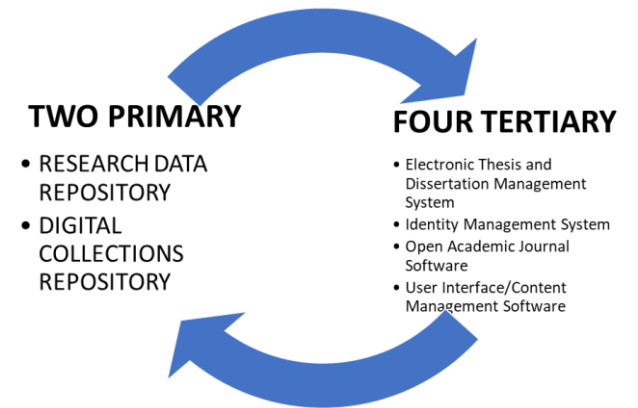 TWO PRIMARY
• RESEARCH DATA
REPOSITORY
• DIGITAL
COLLECTIONS
REPOSITORY
FOUR TERTIARY
• Electronic Thesis and
Dissertation Management
System
• Identity Management System
• Open Academic Journal
Software
• User Interface/Content
Management Software